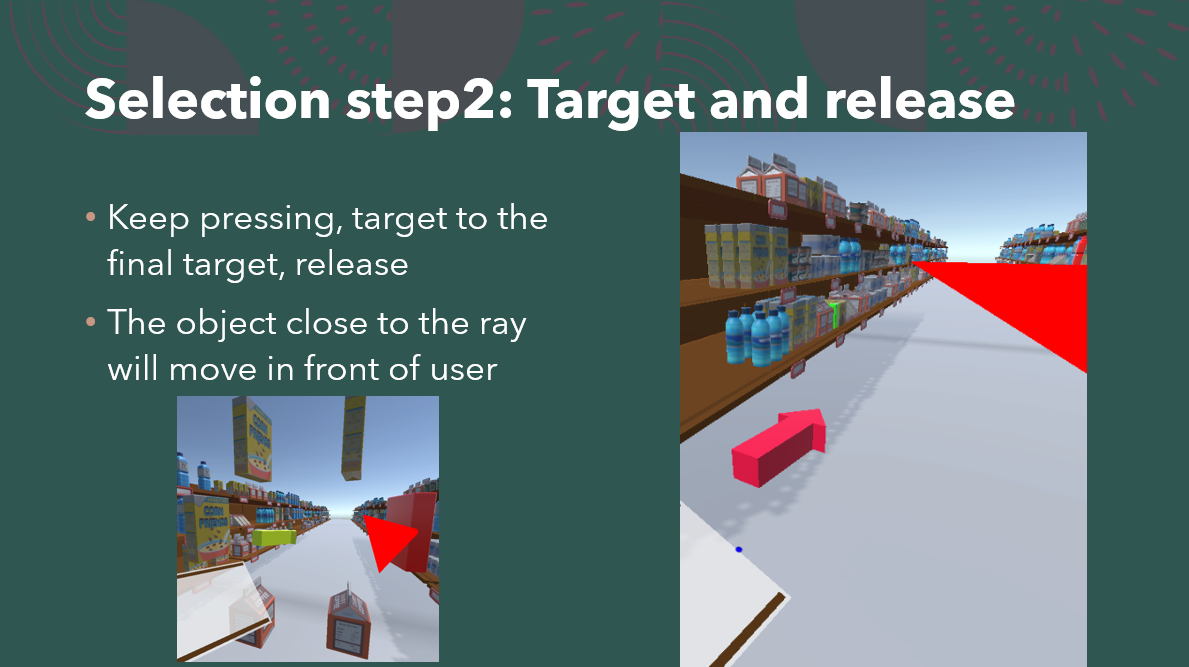 Selection step2: Target and release
• Keep pressing, target to the
final target, release
• The object close to the ray
will move in front of user
CORN